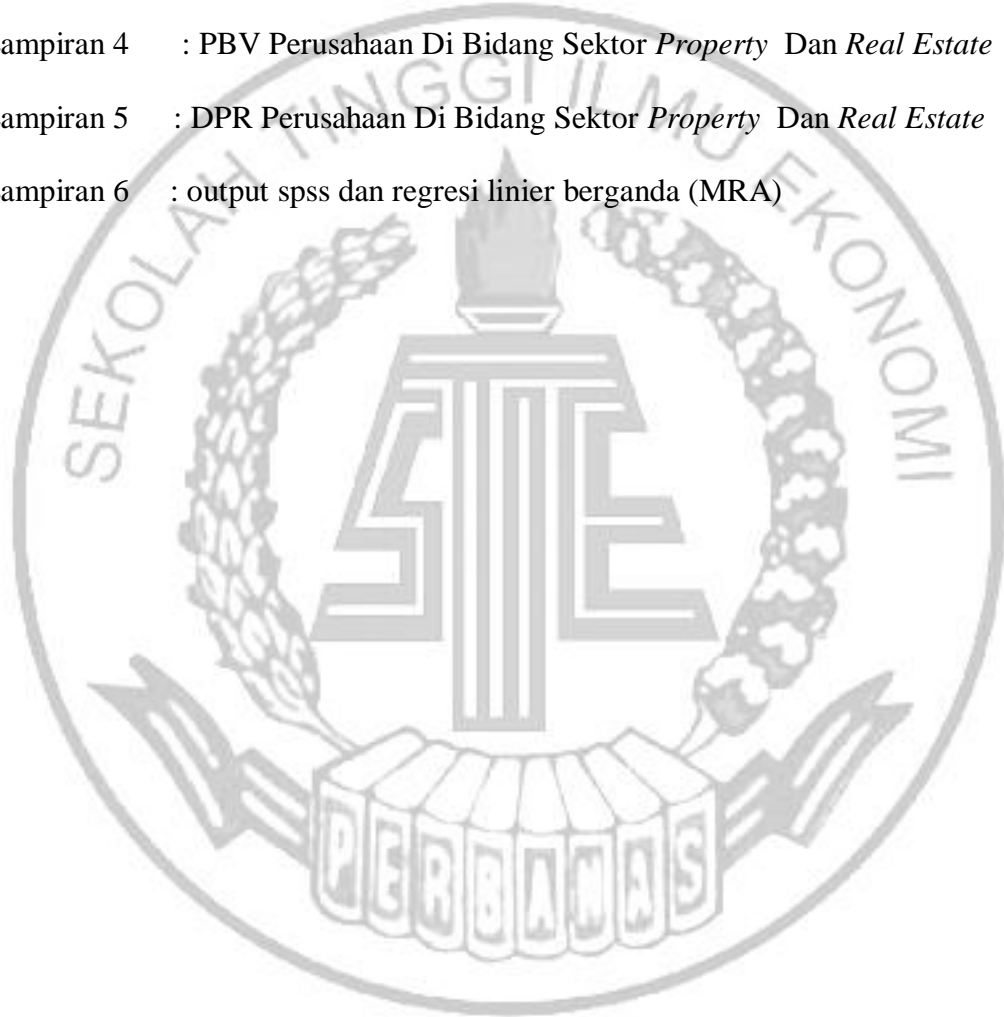 ampiran 4 : PBV Perusahaan Di Bidang Sektor Property Dan Real Estate
ampiran 5 : DPR Perusahaan Di Bidang Sektor Property Dan Real Estate
ampiran 6 : output spss dan regresi linier berganda (MRA)
SEKOLAH TINGGI ILMU EKONOMI
STIE
PERBANAS